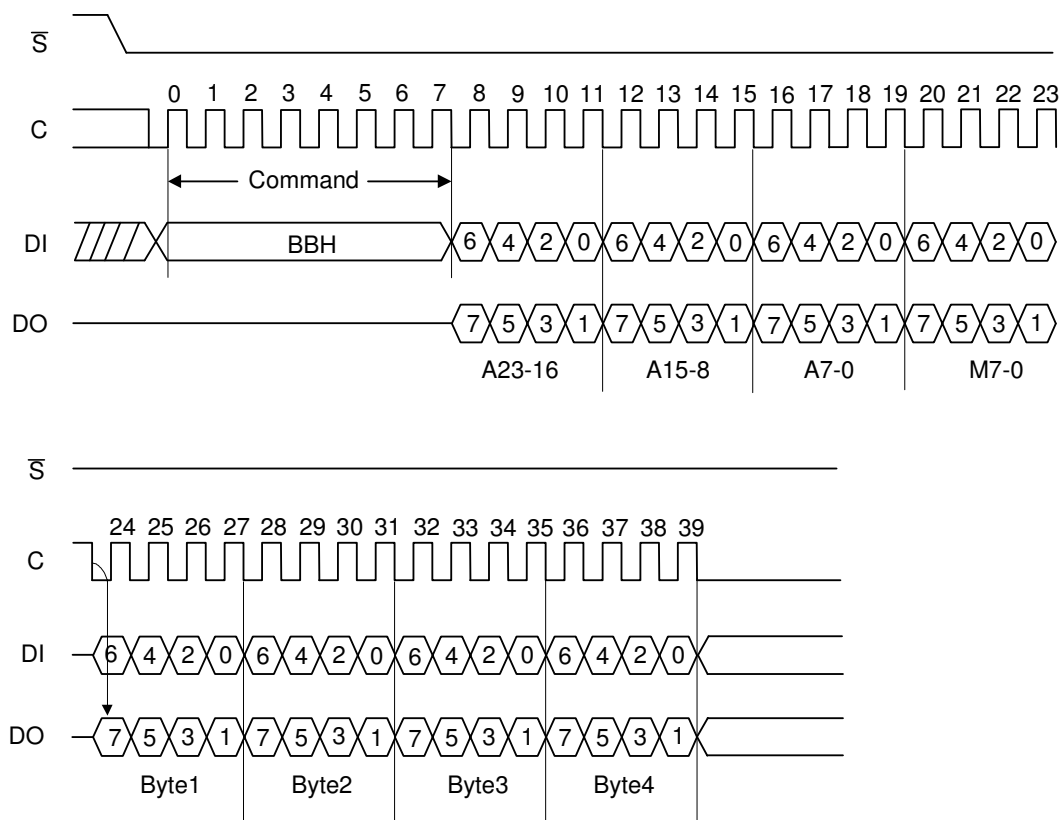 S̅
0 1 2 3 4 5 6 7 8 9 10 11 12 13 14 15 16 17 18 19 20 21 22 23
C
Command
DI BBH 6 4 2 0 6 4 2 0 6 4 2 0 6 4 2 0
DO 7 5 3 1 7 5 3 1 7 5 3 1 7 5 3 1
A23-16 A15-8 A7-0 M7-0
S̅
24 25 26 27 28 29 30 31 32 33 34 35 36 37 38 39
C
DI 6 4 2 0 6 4 2 0 6 4 2 0 6 4 2 0
DO 7 5 3 1 7 5 3 1 7 5 3 1 7 5 3 1
Byte1 Byte2 Byte3 Byte4